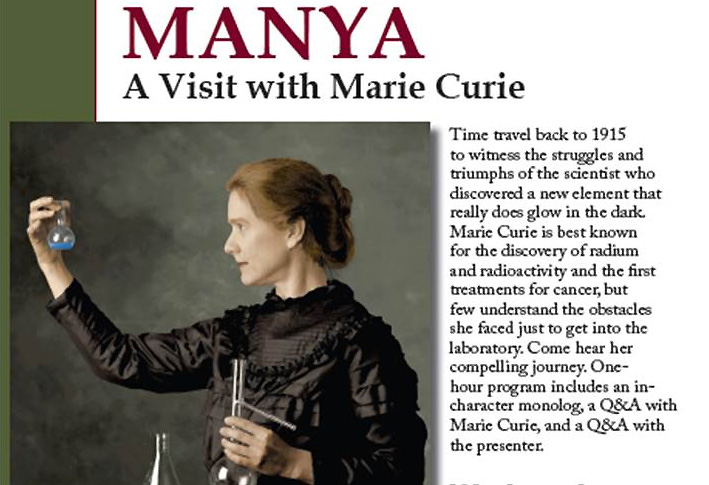 MANYA
A Visit with Marie Curie
Time travel back to 1915
to witness the struggles and
triumphs of the scientist who
discovered a new element that
really does glow in the dark.
Marie Curie is best known
for the discovery of radium
and radioactivity and the first
treatments for cancer, but
few understand the obstacles
she faced just to get into the
laboratory. Come hear her
compelling journey. One-
hour program includes an in-
character monolog, a Q&A with
Marie Curie, and a Q&A with
the presenter.